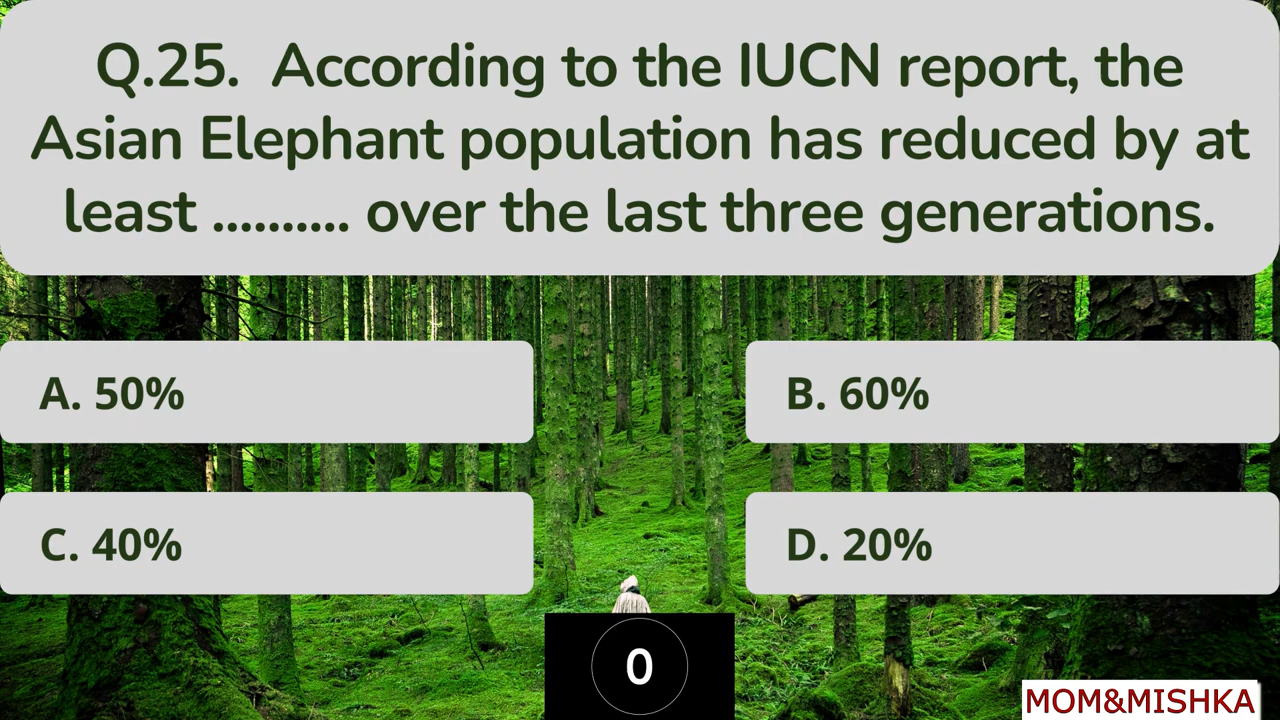 Q.25. According to the IUCN report, the
Asian Elephant population has reduced by at
least .......... over the last three generations.
A. 50%
B. 60%
C. 40%
D. 20%
0
MOM&MISHKA